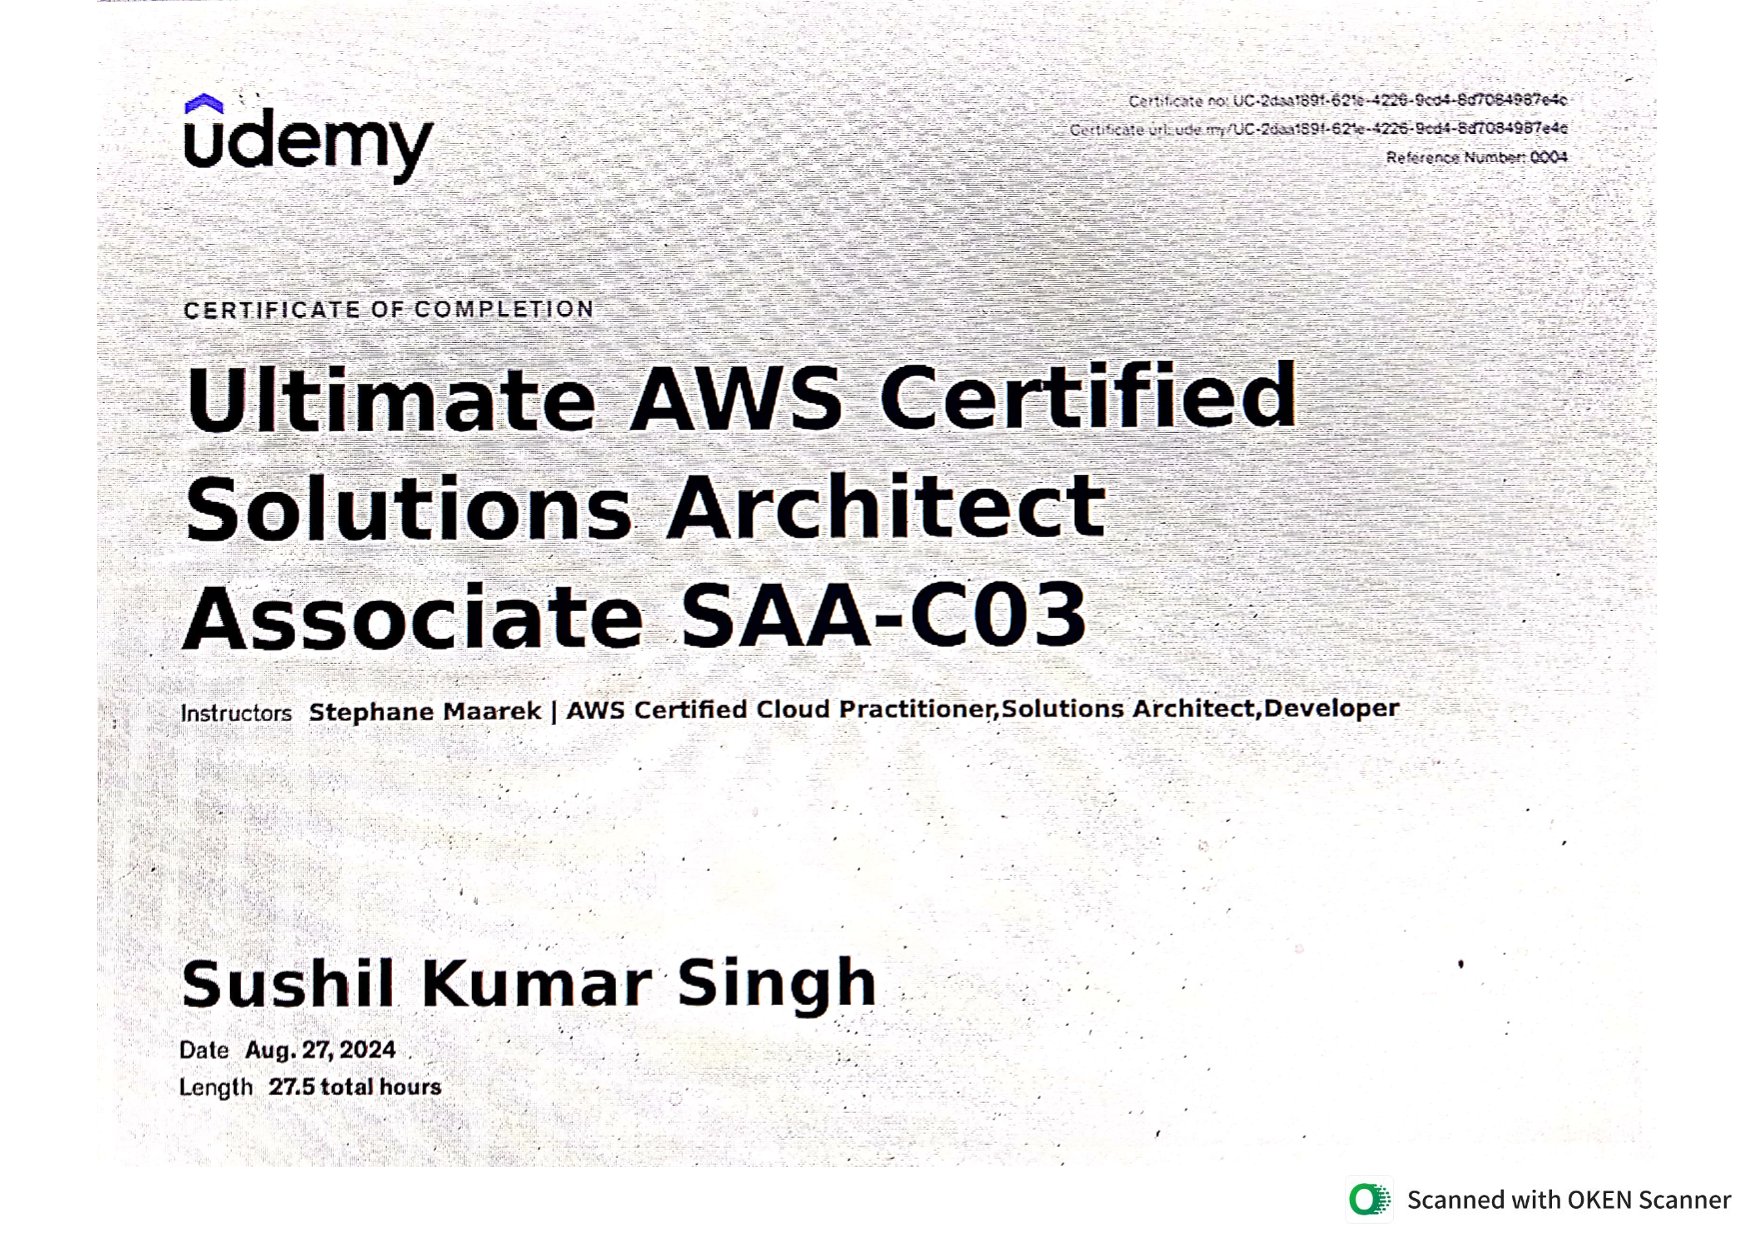 udemy
Certificate no: UC-2daa1891-621e-4226-9cd4-8d7084987e4c
Certificate url: ude.my/UC-2daa1891-621e-4226-9cd4-8d7084987e4c
Reference Number: 0004
CERTIFICATE OF COMPLETION
Ultimate AWS Certified
Solutions Architect
Associate SAA-C03
Instructors Stephane Maarek | AWS Certified Cloud Practitioner,Solutions Architect,Developer
Sushil Kumar Singh
Date Aug. 27, 2024
Length 27.5 total hours
Scanned with OKEN Scanner